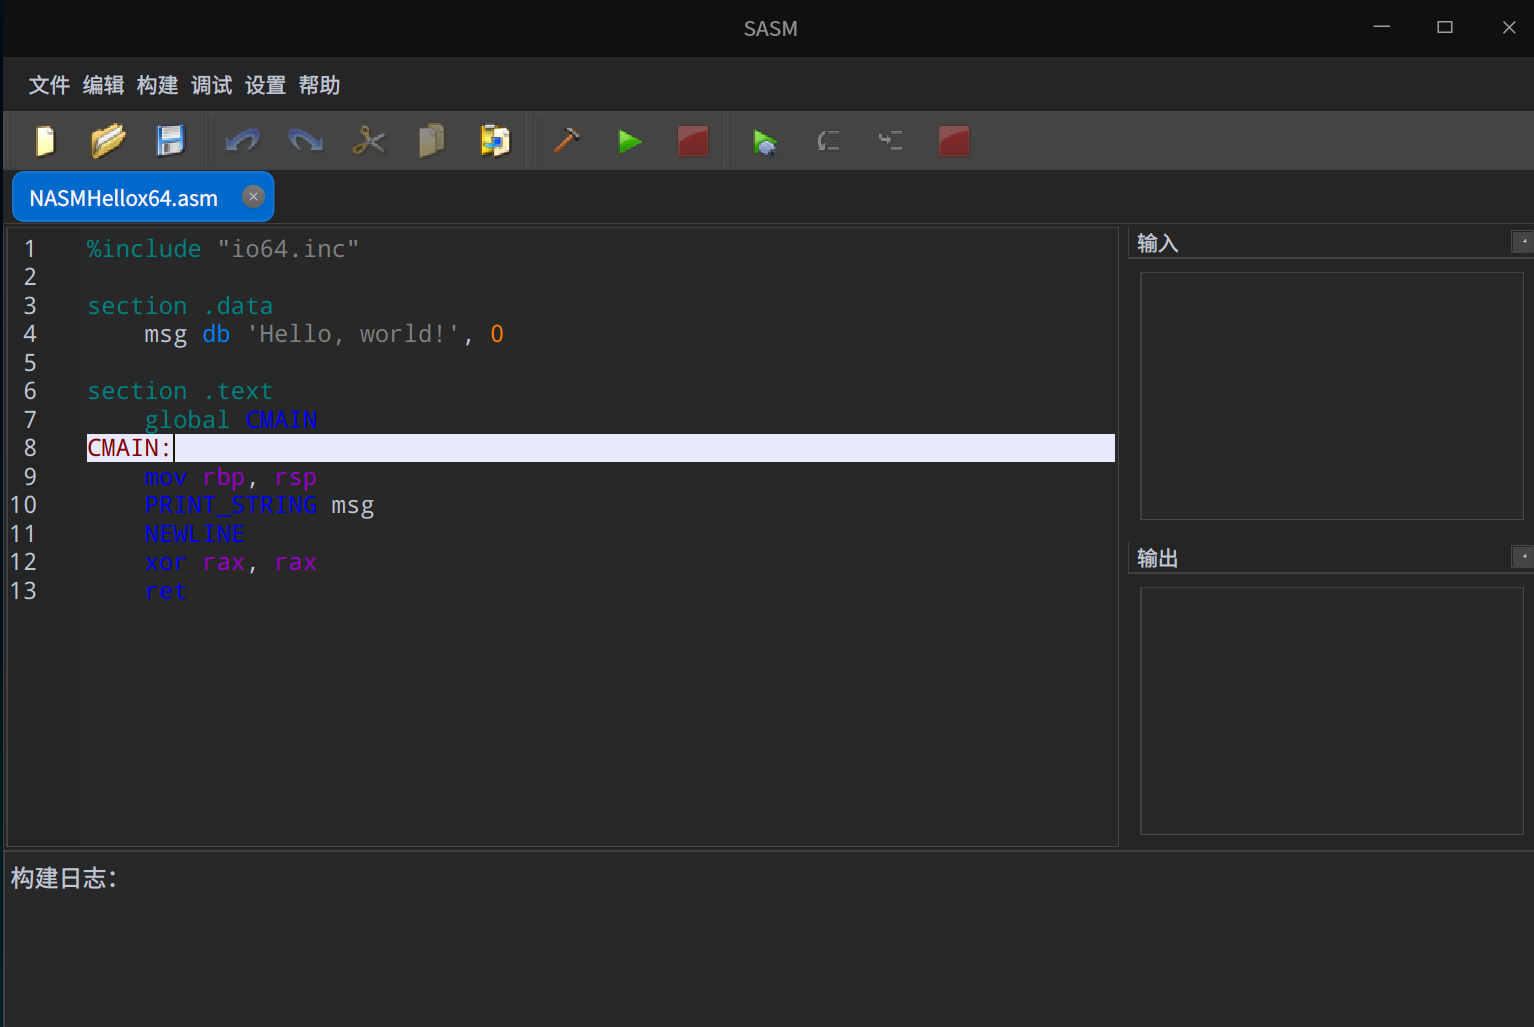 SASM
文件 编辑 构建 调试 设置 帮助
NASMHellox64.asm
1 %include "io64.inc"
2
3 section .data
4     msg db 'Hello, world!', 0
5
6 section .text
7     global CMAIN
8 CMAIN:
9     mov rbp, rsp
10     PRINT_STRING msg
11     NEWLINE
12     xor rax, rax
13     ret
输入
输出
构建日志：